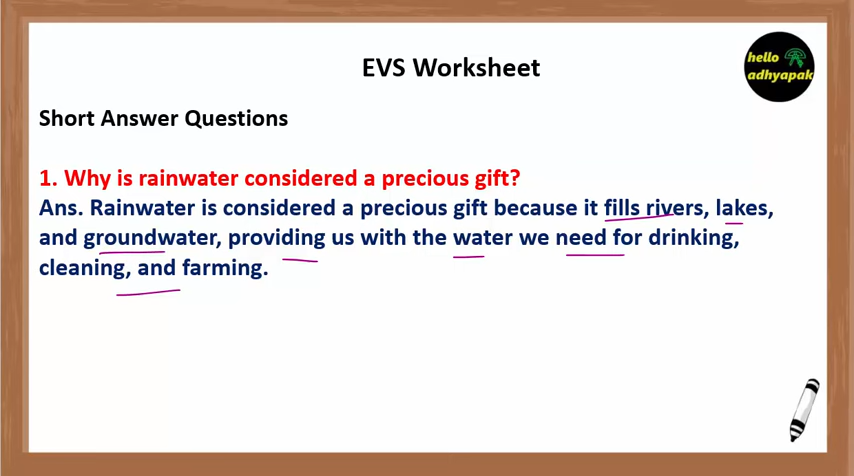 EVS Worksheet
hello
adhyapak
Short Answer Questions
1. Why is rainwater considered a precious gift?
Ans. Rainwater is considered a precious gift because it fills rivers, lakes,
and groundwater, providing us with the water we need for drinking,
cleaning, and farming.